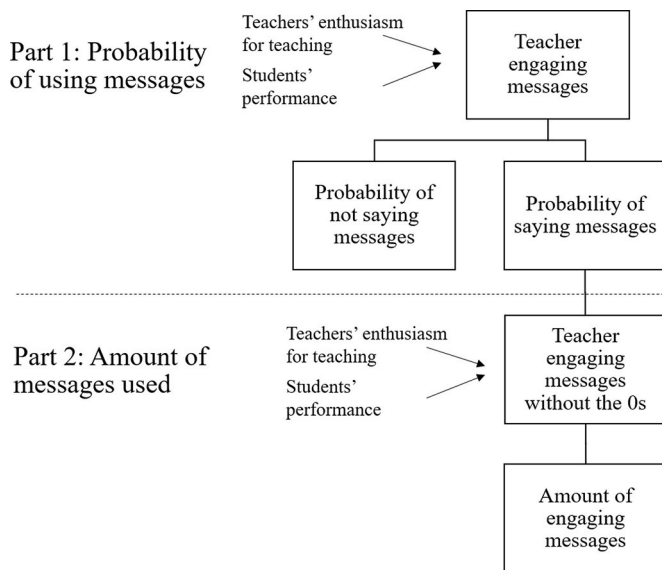 Part 1: Probability
of using messages
Teachers' enthusiasm
for teaching
Students'
performance
Teacher
engaging
messages
Probability of
not saying
messages
Probability of
saying messages
Part 2: Amount of
messages used
Teachers' enthusiasm
for teaching
Students'
performance
Teacher
engaging
messages
without the 0s
Amount of
engaging
messages